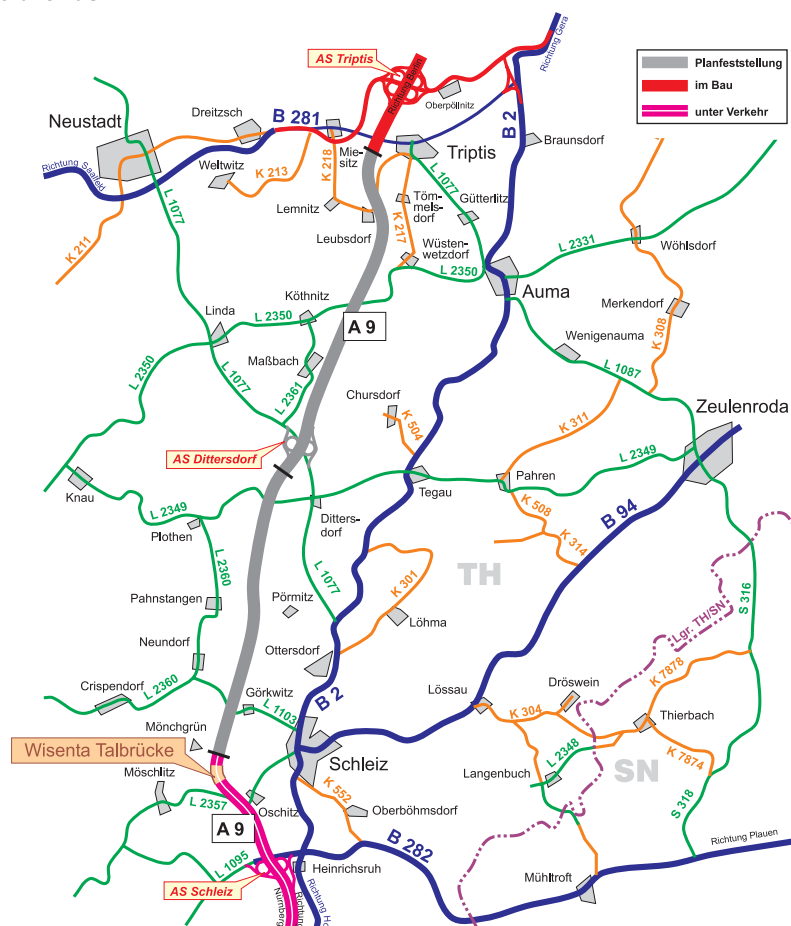 Richtung Gera
AS Triptis
Richtung Berlin
Planfeststellung
im Bau
unter Verkehr
Oberpöllnitz
Dreitzsch
B 281
B 2
Neustadt
Braunsdorf
Mie-
sitz
Triptis
Richtung Saalfeld
Weltwitz
K 213
K 218
L 1077
Töm-
mels-
dorf
Gütterlitz
Lemnitz
L 1077
K 211
Leubsdorf
K 217
Wüsten-
wetzdorf
L 2331
Wöhlsdorf
L 2350
Auma
Köthnitz
Linda
L 2350
A 9
Merkendorf
K 308
Wenigenauma
Maßbach
L 2350
L 1077
L 2361
L 1087
Chursdorf
Zeulenroda
K 504
K 311
AS Dittersdorf
L 2349
Pahren
Knau
Tegau
L 2349
Ditters-
dorf
K 508
B 94
Plothen
K 314
L 2360
L 1077
K 301
TH
S 316
Pahnstangen
Pörmitz
Löhma
Lgr. TH/SN
Neundorf
Ottersdorf
K 7878
Dröswein
L 2360
Crispendorf
Görkwitz
B 2
Lössau
L 1103
K 304
Thierbach
Mönchgrün
Wisenta Talbrücke
Schleiz
L 2348
K 7874
Möschlitz
Langenbuch
SN
L 2357
Oschitz
K 552
Oberböhmsdorf
S 318
A 9
Richtung Plauen
B 282
L 1095
Heinrichsruh
Mühltroft
AS Schleiz
Nürnberg
Richtung
Richtung Ho